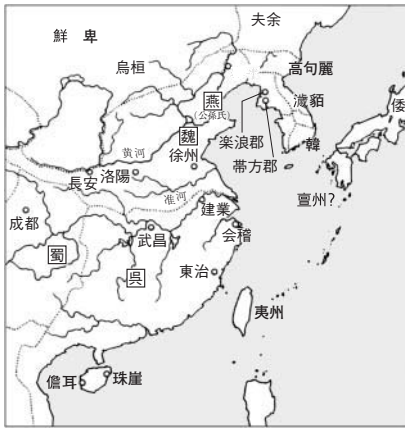 夫余
鮮卑
烏桓
高句麗
燕
(公孫氏)
濊貊
倭
魏
楽浪郡
韓
黄河
徐州
帯方郡
長安
洛陽
亶州?
淮河
建業
成都
武昌
会稽
蜀
呉
東治
夷州
儋耳
珠崖